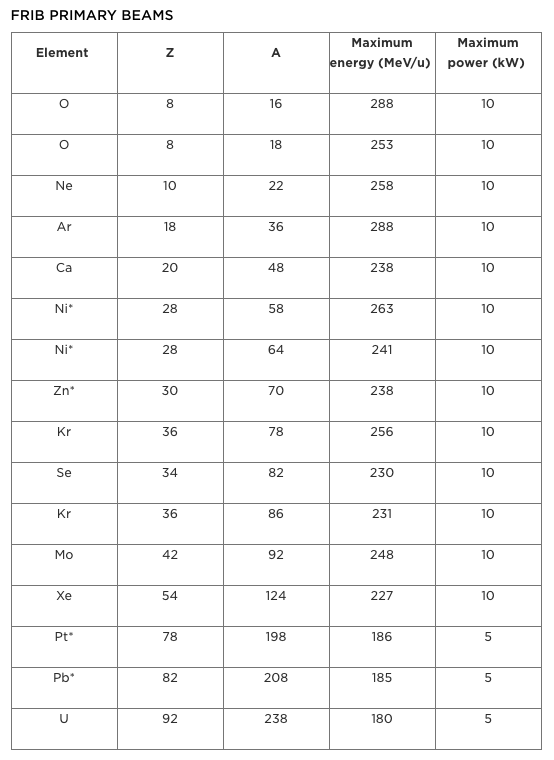 FRIB PRIMARY BEAMS
Element Z A Maximum energy (MeV/u) Maximum power (kW)
O 8 16 288 10
O 8 18 253 10
Ne 10 22 258 10
Ar 18 36 288 10
Ca 20 48 238 10
Ni* 28 58 263 10
Ni* 28 64 241 10
Zn* 30 70 238 10
Kr 36 78 256 10
Se 34 82 230 10
Kr 36 86 231 10
Mo 42 92 248 10
Xe 54 124 227 10
Pt* 78 198 186 5
Pb* 82 208 185 5
U 92 238 180 5